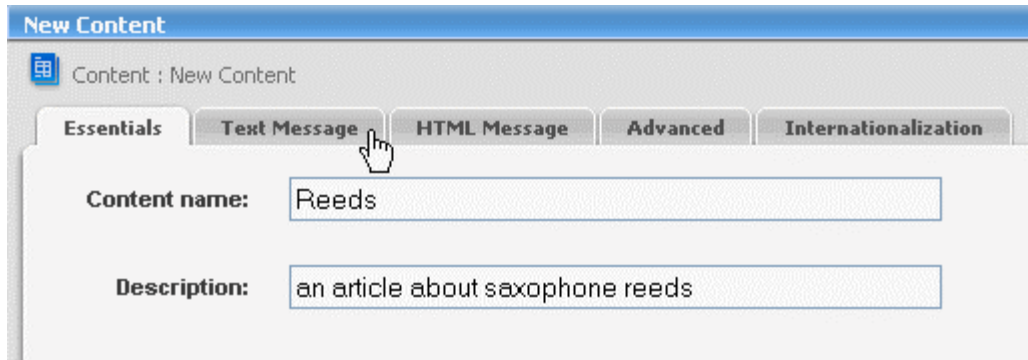 New Content
Content : New Content
Essentials Text Message HTML Message Advanced Internationalization
Content name: Reeds
Description: an article about saxophone reeds